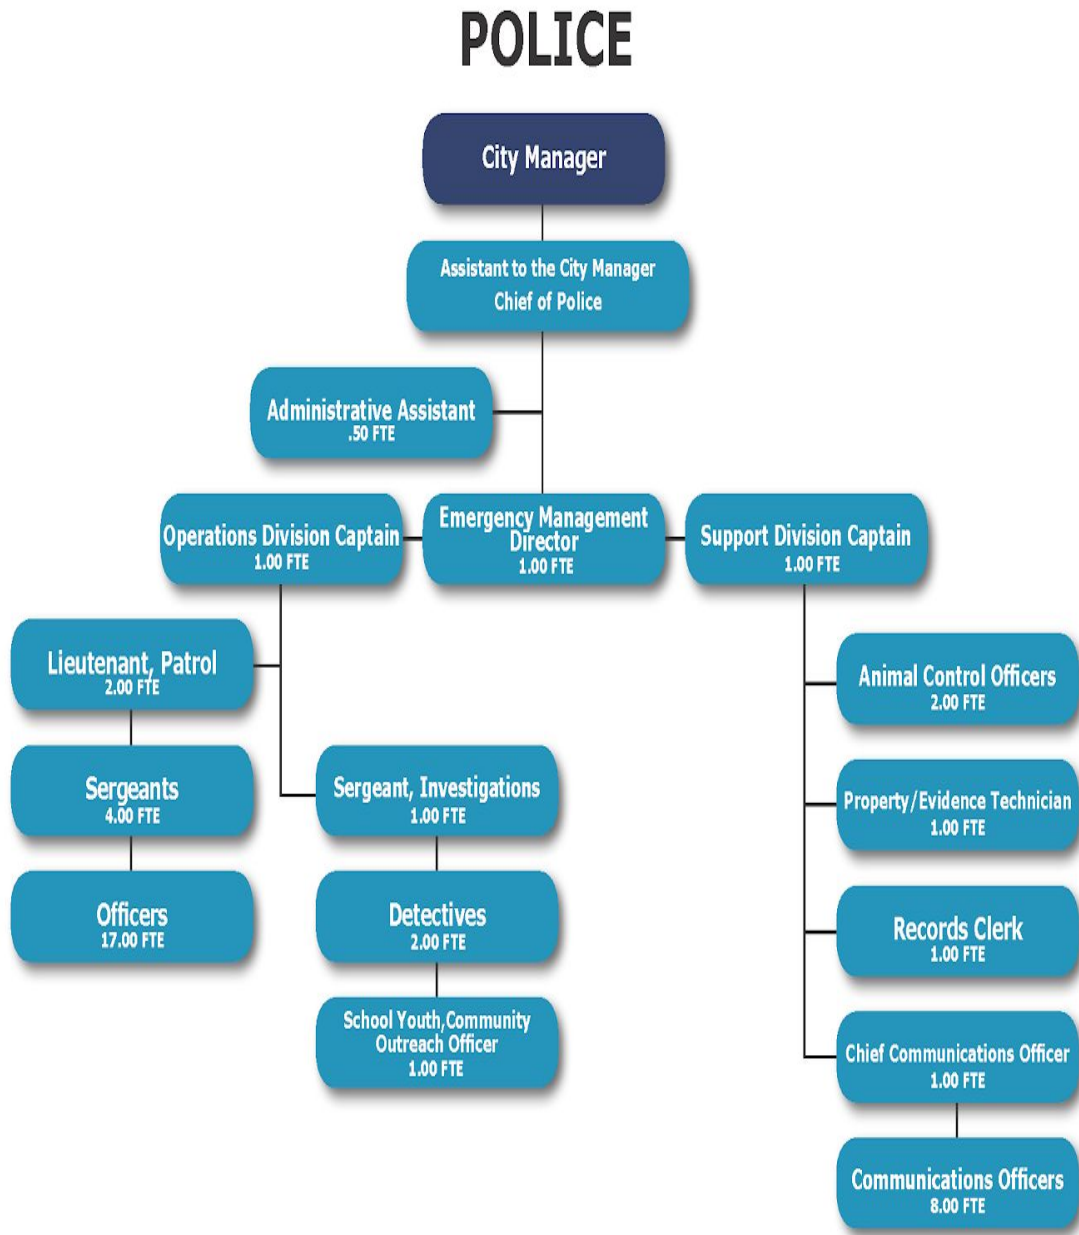 POLICE
City Manager
Assistant to the City Manager
Chief of Police
Administrative Assistant
.50 FTE
Operations Division Captain
1.00 FTE
Emergency Management
Director
1.00 FTE
Support Division Captain
1.00 FTE
Lieutenant, Patrol
2.00 FTE
Sergeants
4.00 FTE
Officers
17.00 FTE
Sergeant, Investigations
1.00 FTE
Detectives
2.00 FTE
School Youth,Community
Outreach Officer
1.00 FTE
Animal Control Officers
2.00 FTE
Property/Evidence Technician
1.00 FTE
Records Clerk
1.00 FTE
Chief Communications Officer
1.00 FTE
Communications Officers
8.00 FTE